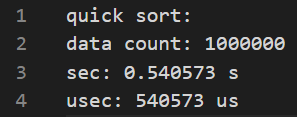 1 quick sort:
2 data count: 1000000
3 sec: 0.540573 s
4 usec: 540573 us